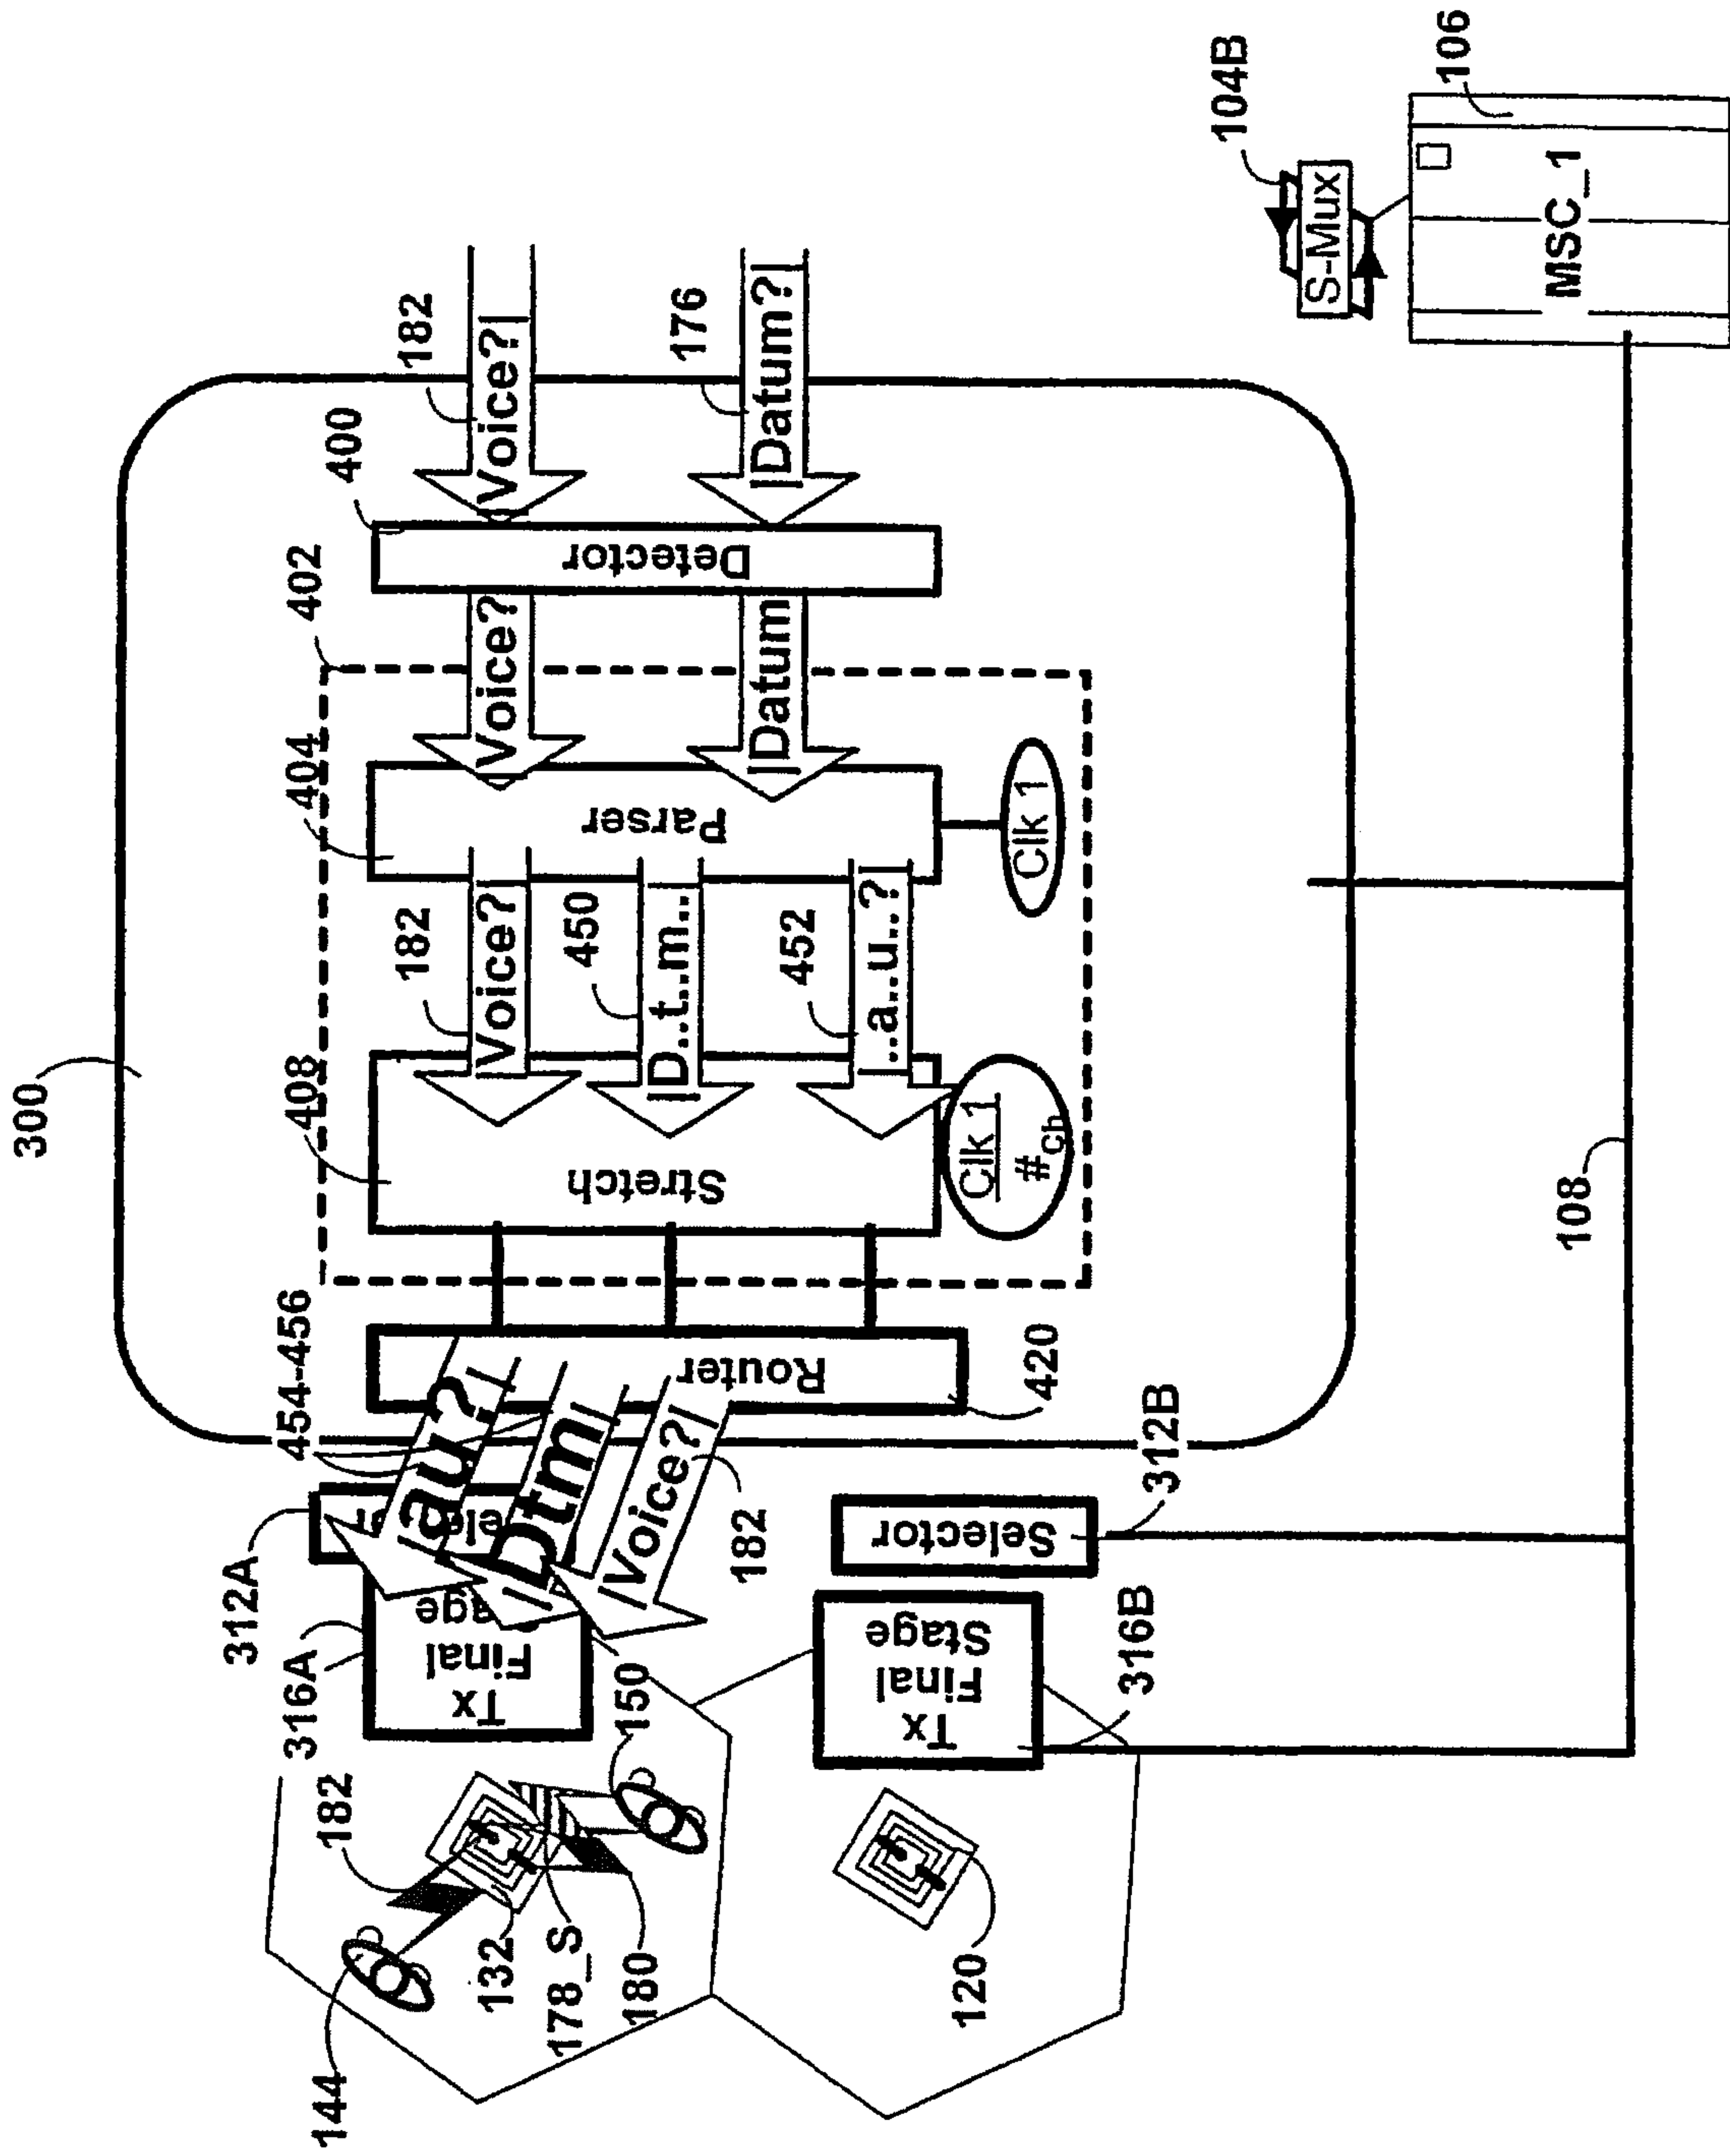 300
400
402
404
408
454-456
312A
316A
182
144
182
|Voice?|
176
|Datum?|
Detector
Voice?
|Datum
Parser
Clk 1
182
Voice?|
450
|D..t..m..
452
|..a..u..?
Stretch
Clk 1
#Ch
Router
420
|au?|
|Dtm|
|Voice?|
182
Tx
Final
Selector
312B
Tx
Final
Stage
316B
150
132
178_S
180
120
108
104B
S-Mux
106
MSC_1